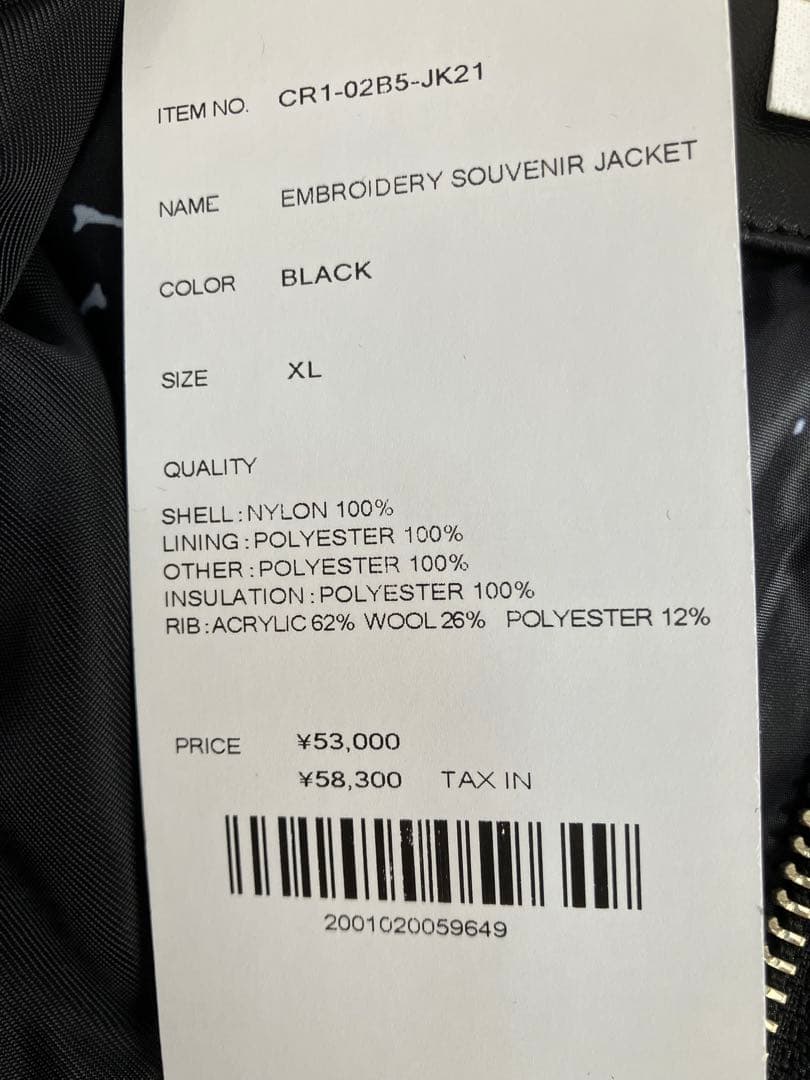 ITEM NO. CR1-02B5-JK21
NAME EMBROIDERY SOUVENIR JACKET
COLOR BLACK
SIZE XL
QUALITY
SHELL:NYLON 100%
LINING:POLYESTER 100%
OTHER:POLYESTER 100%
INSULATION:POLYESTER 100%
RIB:ACRYLIC 62% WOOL 26% POLYESTER 12%
PRICE ¥53,000
¥58,300 TAX IN
2001020059649